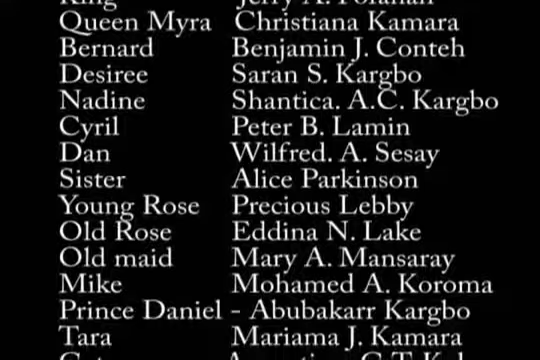 Queen Myra Christiana Kamara
Bernard Benjamin J. Conteh
Desiree Saran S. Kargbo
Nadine Shantica. A.C. Kargbo
Cyril Peter B. Lamin
Dan Wilfred. A. Sesay
Sister Alice Parkinson
Young Rose Precious Lebby
Old Rose Eddina N. Lake
Old maid Mary A. Mansaray
Mike Mohamed A. Koroma
Prince Daniel - Abubakarr Kargbo
Tara Mariama J. Kamara